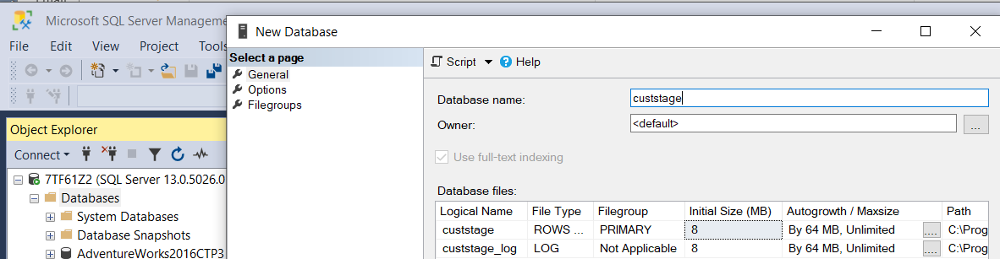 Microsoft SQL Server Manageme
New Database
File Edit View Project Tools
Select a page
General
Options
Filegroups
Script Help
Database name: custstage
Owner: <default> ...
Use full-text indexing
Object Explorer
Connect
7TF61Z2 (SQL Server 13.0.5026.0
Databases
System Databases
Database Snapshots
AdventureWorks2016CTP3
Database files:
Logical Name File Type Filegroup Initial Size (MB) Autogrowth / Maxsize Path
custstage ROWS ... PRIMARY 8 By 64 MB, Unlimited .... C:\Prog
custstage_log LOG Not Applicable 8 By 64 MB, Unlimited .... C:\Prog